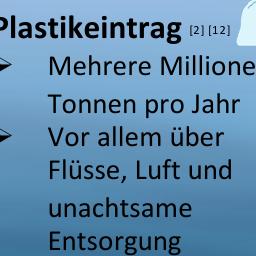 Plastikeintrag [2] [12]
Mehrere Millione
Tonnen pro Jahr
Vor allem über
Flüsse, Luft und
unachtsame
Entsorgung